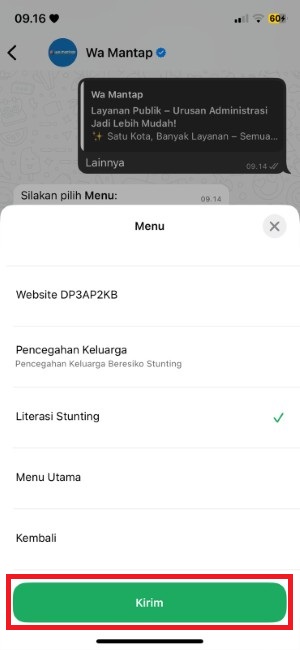 09.16
60
Wa Mantap
Wa Mantap
Layanan Publik – Urusan Administrasi
Jadi Lebih Mudah!
✨ Satu Kota, Banyak Layanan – Semua...
Lainnya
09.14
Silakan pilih Menu:
09.14
Menu
Website DP3AP2KB
Pencegahan Keluarga
Pencegahan Keluarga Beresiko Stunting
Literasi Stunting
Menu Utama
Kembali
Kirim